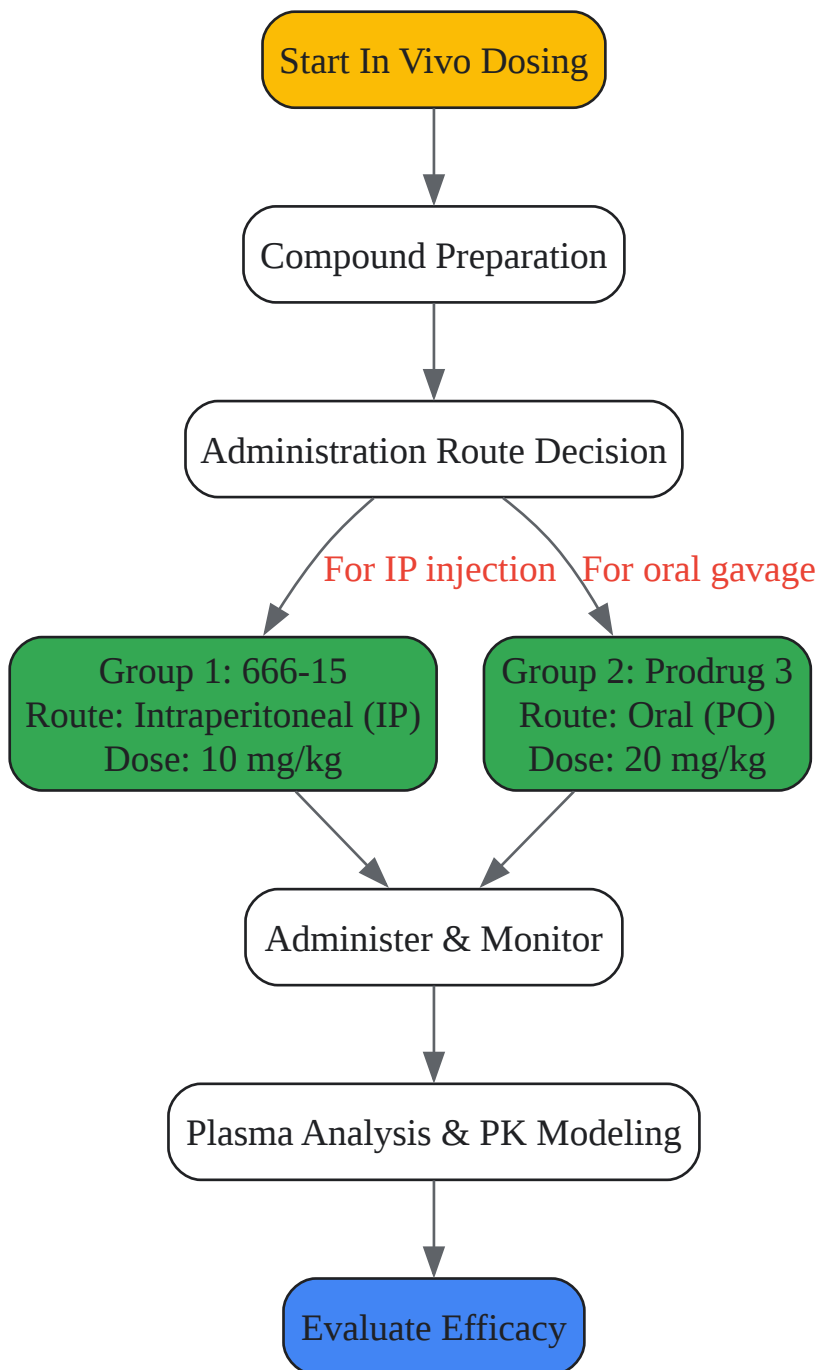 Start In Vivo Dosing
Compound Preparation
Administration Route Decision
For IP injection
For oral gavage
Group 1: 666-15
Route: Intraperitoneal (IP)
Dose: 10 mg/kg
Group 2: Prodrug 3
Route: Oral (PO)
Dose: 20 mg/kg
Administer & Monitor
Plasma Analysis & PK Modeling
Evaluate Efficacy